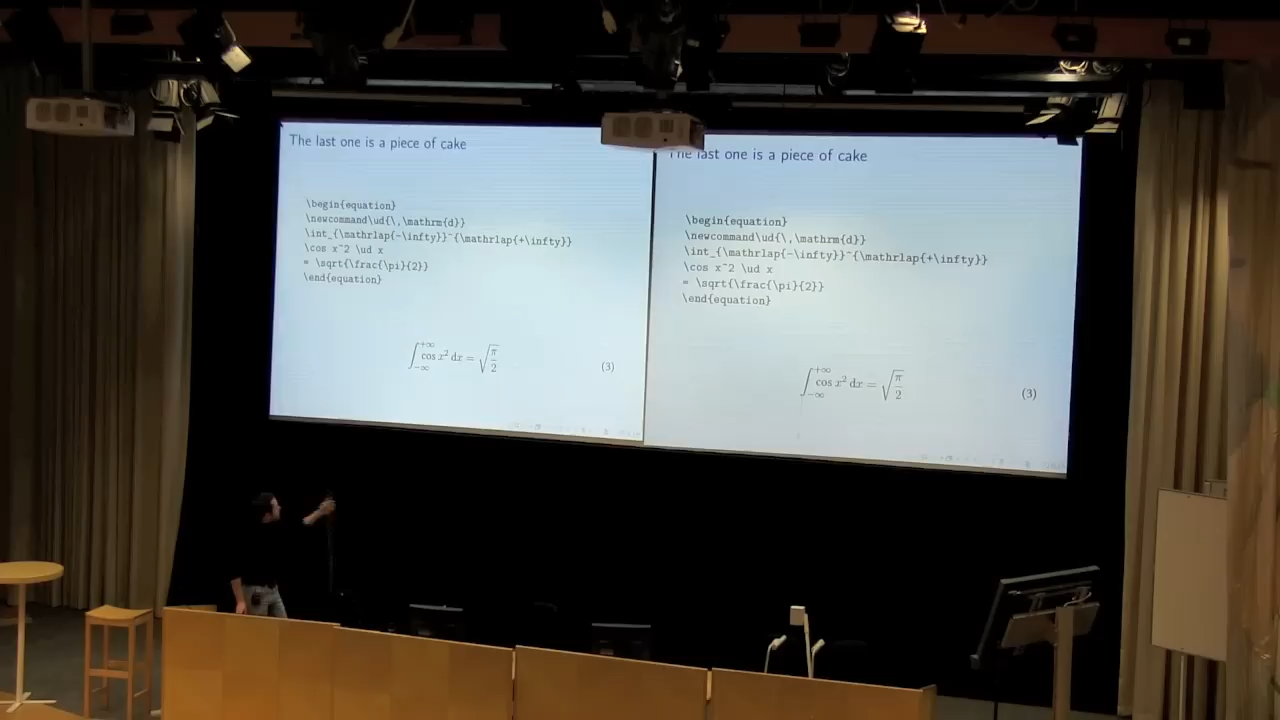 The last one is a piece of cake
\begin{equation}
\newcommand\ud{\,\mathrm{d}}
\int_{\mathrlap{-\infty}}^{\mathrlap{+\infty}}
\cos x^2 \ud x
= \sqrt{\frac{\pi}{2}}
\end{equation}
∫_{-∞}^{+∞} cos x² dx = √(π/2) (3)
The last one is a piece of cake
\begin{equation}
\newcommand\ud{\,\mathrm{d}}
\int_{\mathrlap{-\infty}}^{\mathrlap{+\infty}}
\cos x^2 \ud x
= \sqrt{\frac{\pi}{2}}
\end{equation}
∫_{-∞}^{+∞} cos x² dx = √(π/2) (3)